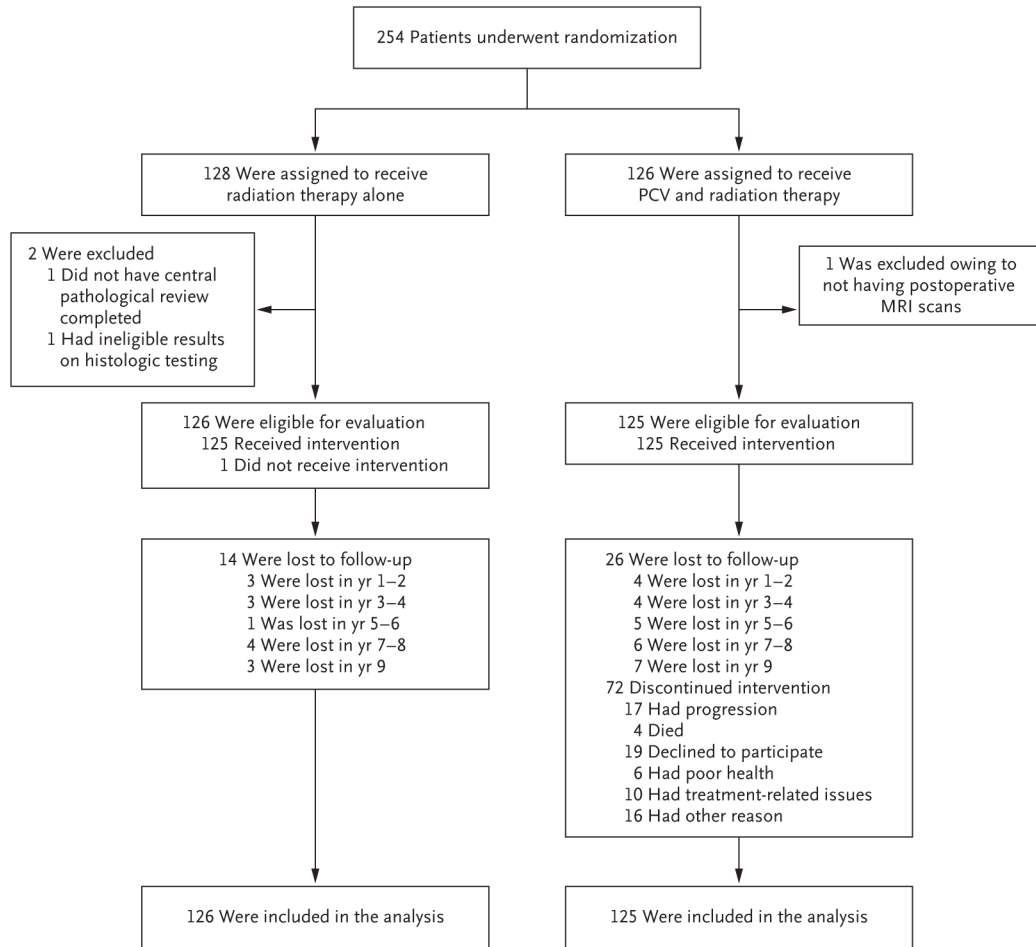 254 Patients underwent randomization
128 Were assigned to receive
radiation therapy alone
126 Were assigned to receive
PCV and radiation therapy
2 Were excluded
1 Did not have central
pathological review
completed
1 Had ineligible results
on histologic testing
1 Was excluded owing to
not having postoperative
MRI scans
126 Were eligible for evaluation
125 Received intervention
1 Did not receive intervention
125 Were eligible for evaluation
125 Received intervention
14 Were lost to follow-up
3 Were lost in yr 1–2
3 Were lost in yr 3–4
1 Was lost in yr 5–6
4 Were lost in yr 7–8
3 Were lost in yr 9
26 Were lost to follow-up
4 Were lost in yr 1–2
4 Were lost in yr 3–4
5 Were lost in yr 5–6
6 Were lost in yr 7–8
7 Were lost in yr 9
72 Discontinued intervention
17 Had progression
4 Died
19 Declined to participate
6 Had poor health
10 Had treatment-related issues
16 Had other reason
126 Were included in the analysis
125 Were included in the analysis